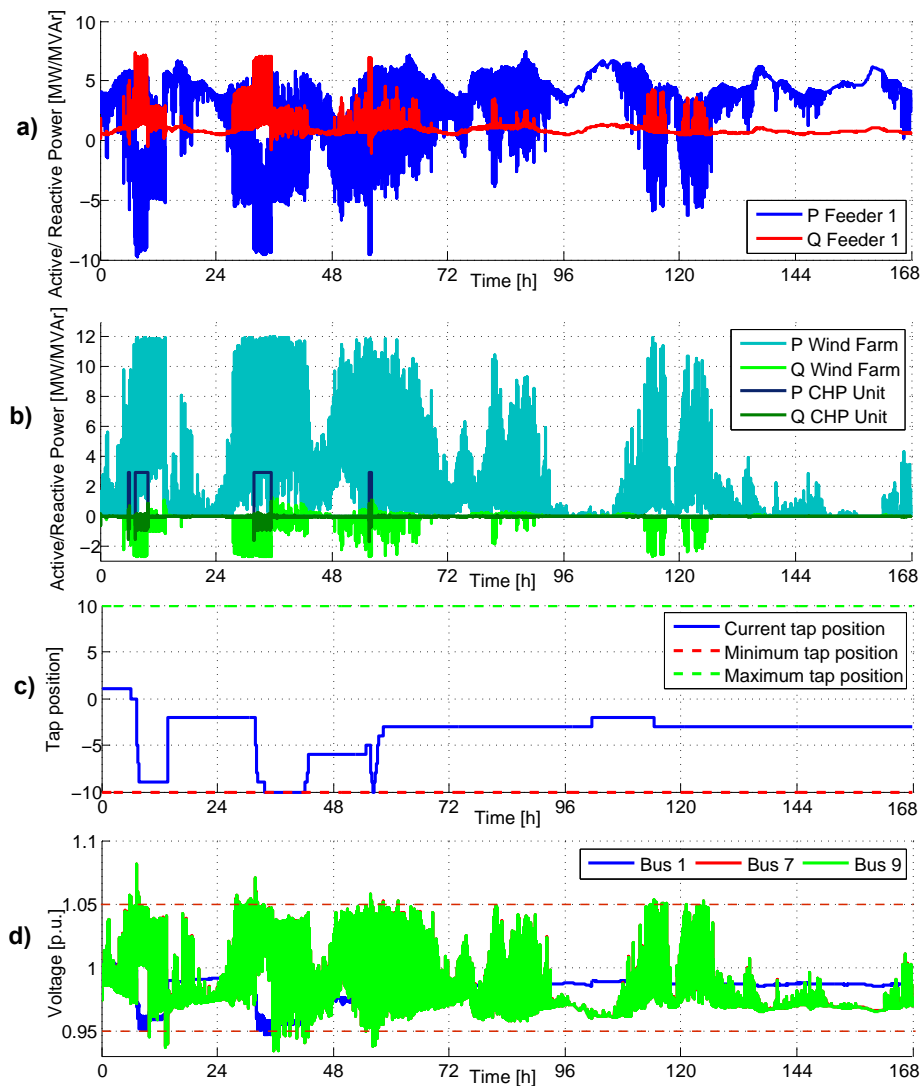 a)
Active/ Reactive Power [MW/MVAr]
10
5
0
−5
−10
0
24
48
72
96
120
144
168
Time [h]
P Feeder 1
Q Feeder 1
b)
Active/Reactive Power [MW/MVAr]
12
10
8
6
4
2
0
−2
0
24
48
72
96
120
144
168
Time [h]
P Wind Farm
Q Wind Farm
P CHP Unit
Q CHP Unit
c)
Tap position]
10
5
0
−5
−10
0
24
48
72
96
120
144
168
Time [h]
Current tap position
Minimum tap position
Maximum tap position
d)
Voltage [p.u.]
1.1
1.05
1
0.95
0
24
48
72
96
120
144
168
Time [h]
Bus 1
Bus 7
Bus 9